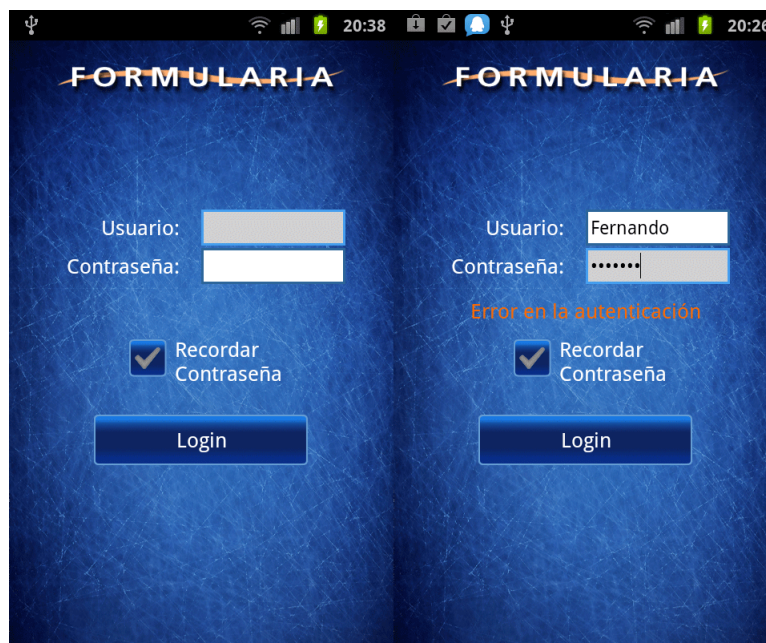 20:38
FORMULARIA
Usuario:
Contraseña:
Recordar
Contraseña
Login
20:26
FORMULARIA
Usuario: Fernando
Contraseña: •••••••
Error en la autenticación
Recordar
Contraseña
Login